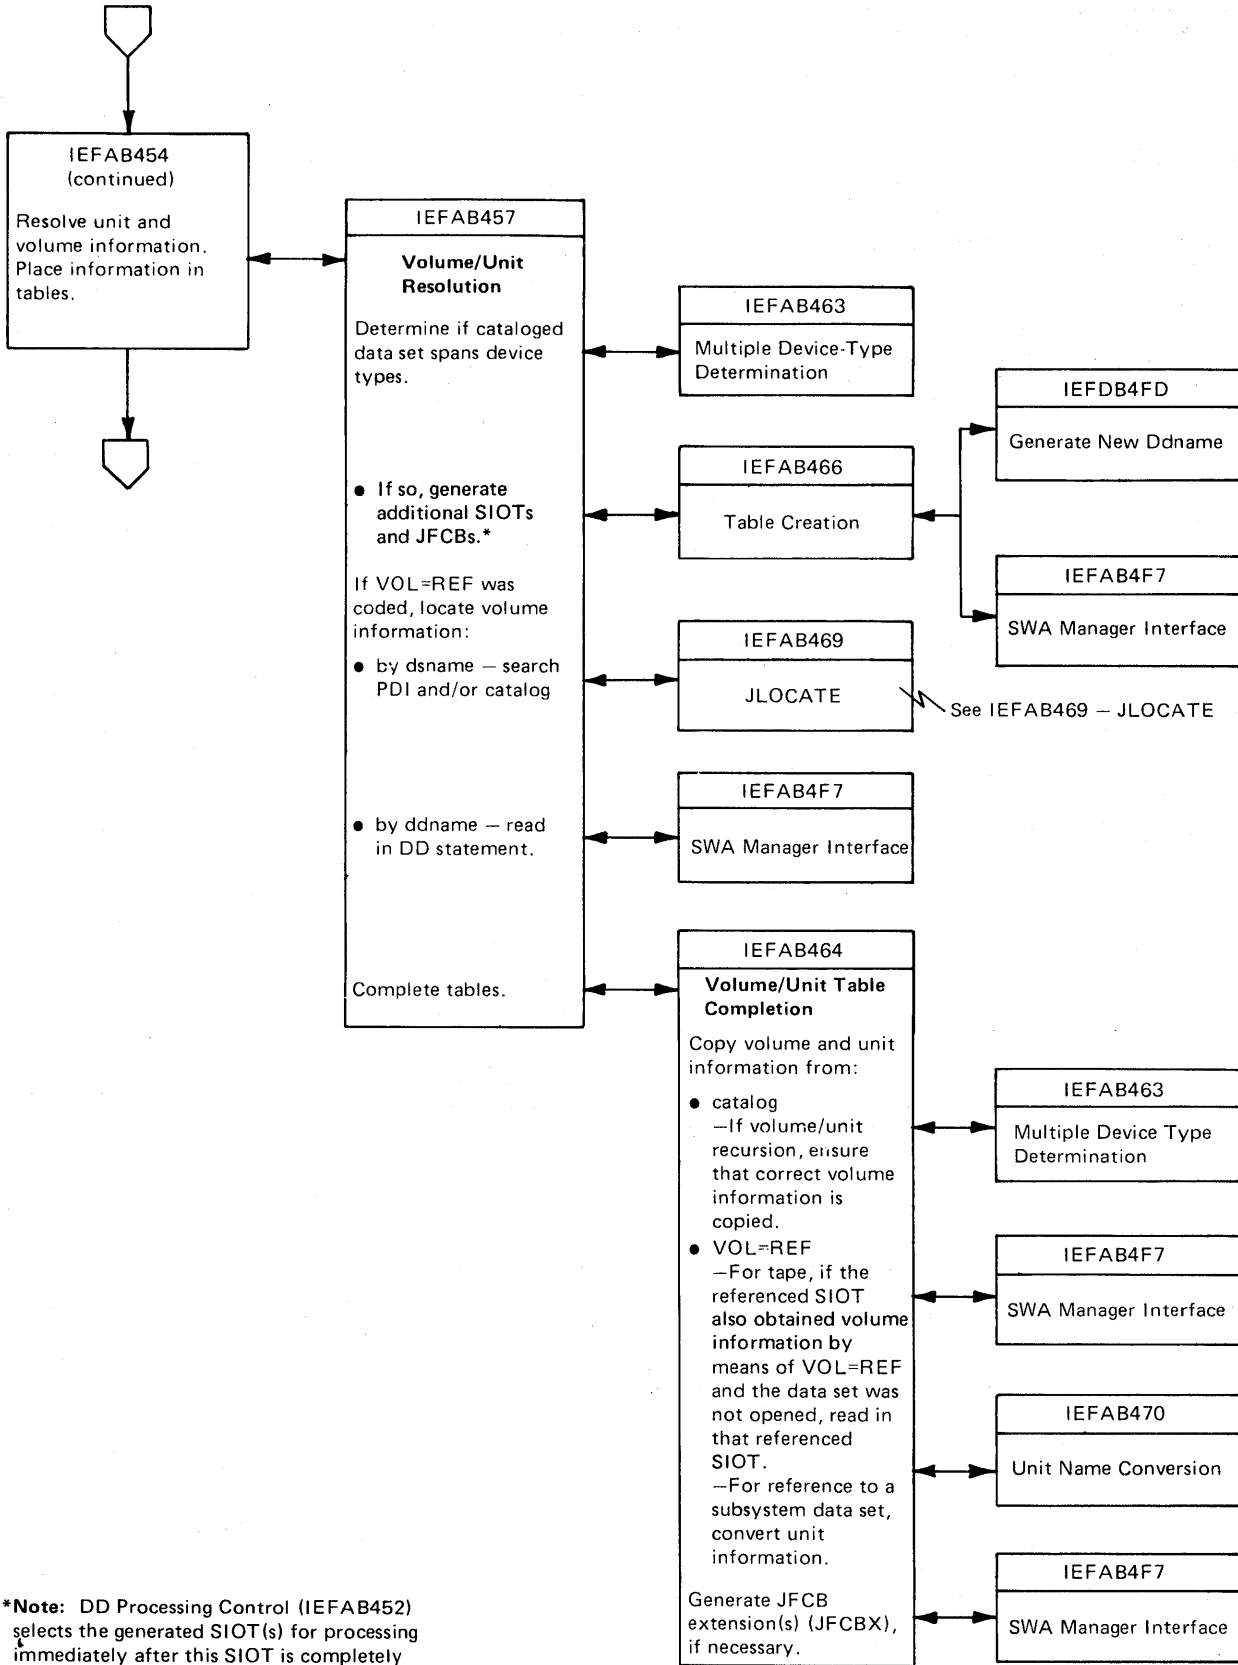 IEFAB454
(continued)
Resolve unit and
volume information.
Place information in
tables.
IEFAB457
Volume/Unit
Resolution
Determine if cataloged
data set spans device
types.
● If so, generate
additional SIOTs
and JFCBs.*
If VOL=REF was
coded, locate volume
information:
● by dsname — search
PDI and/or catalog
● by ddname — read
in DD statement.
Complete tables.
IEFAB463
Multiple Device-Type
Determination
IEFAB466
Table Creation
IEFDB4FD
Generate New Ddname
IEFAB4F7
SWA Manager Interface
IEFAB469
JLOCATE
See IEFAB469 — JLOCATE
IEFAB4F7
SWA Manager Interface
IEFAB464
Volume/Unit Table
Completion
Copy volume and unit
information from:
● catalog
—If volume/unit
recursion, ensure
that correct volume
information is
copied.
● VOL=REF
—For tape, if the
referenced SIOT
also obtained volume
information by
means of VOL=REF
and the data set was
not opened, read in
that referenced
SIOT.
—For reference to a
subsystem data set,
convert unit
information.
Generate JFCB
extension(s) (JFCBX),
if necessary.
IEFAB463
Multiple Device Type
Determination
IEFAB4F7
SWA Manager Interface
IEFAB470
Unit Name Conversion
IEFAB4F7
SWA Manager Interface
*Note: DD Processing Control (IEFAB452)
selects the generated SIOT(s) for processing
immediately after this SIOT is completely